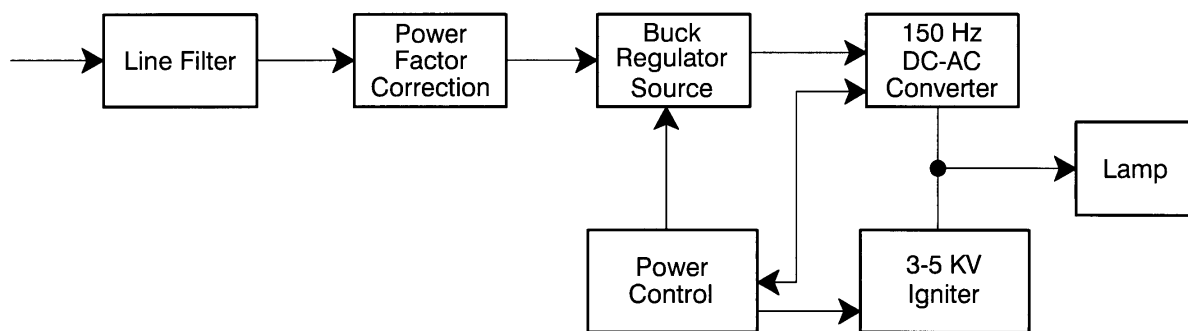 Line Filter
Power
Factor
Correction
Buck
Regulator
Source
150 Hz
DC-AC
Converter
Lamp
Power
Control
3-5 KV
Igniter